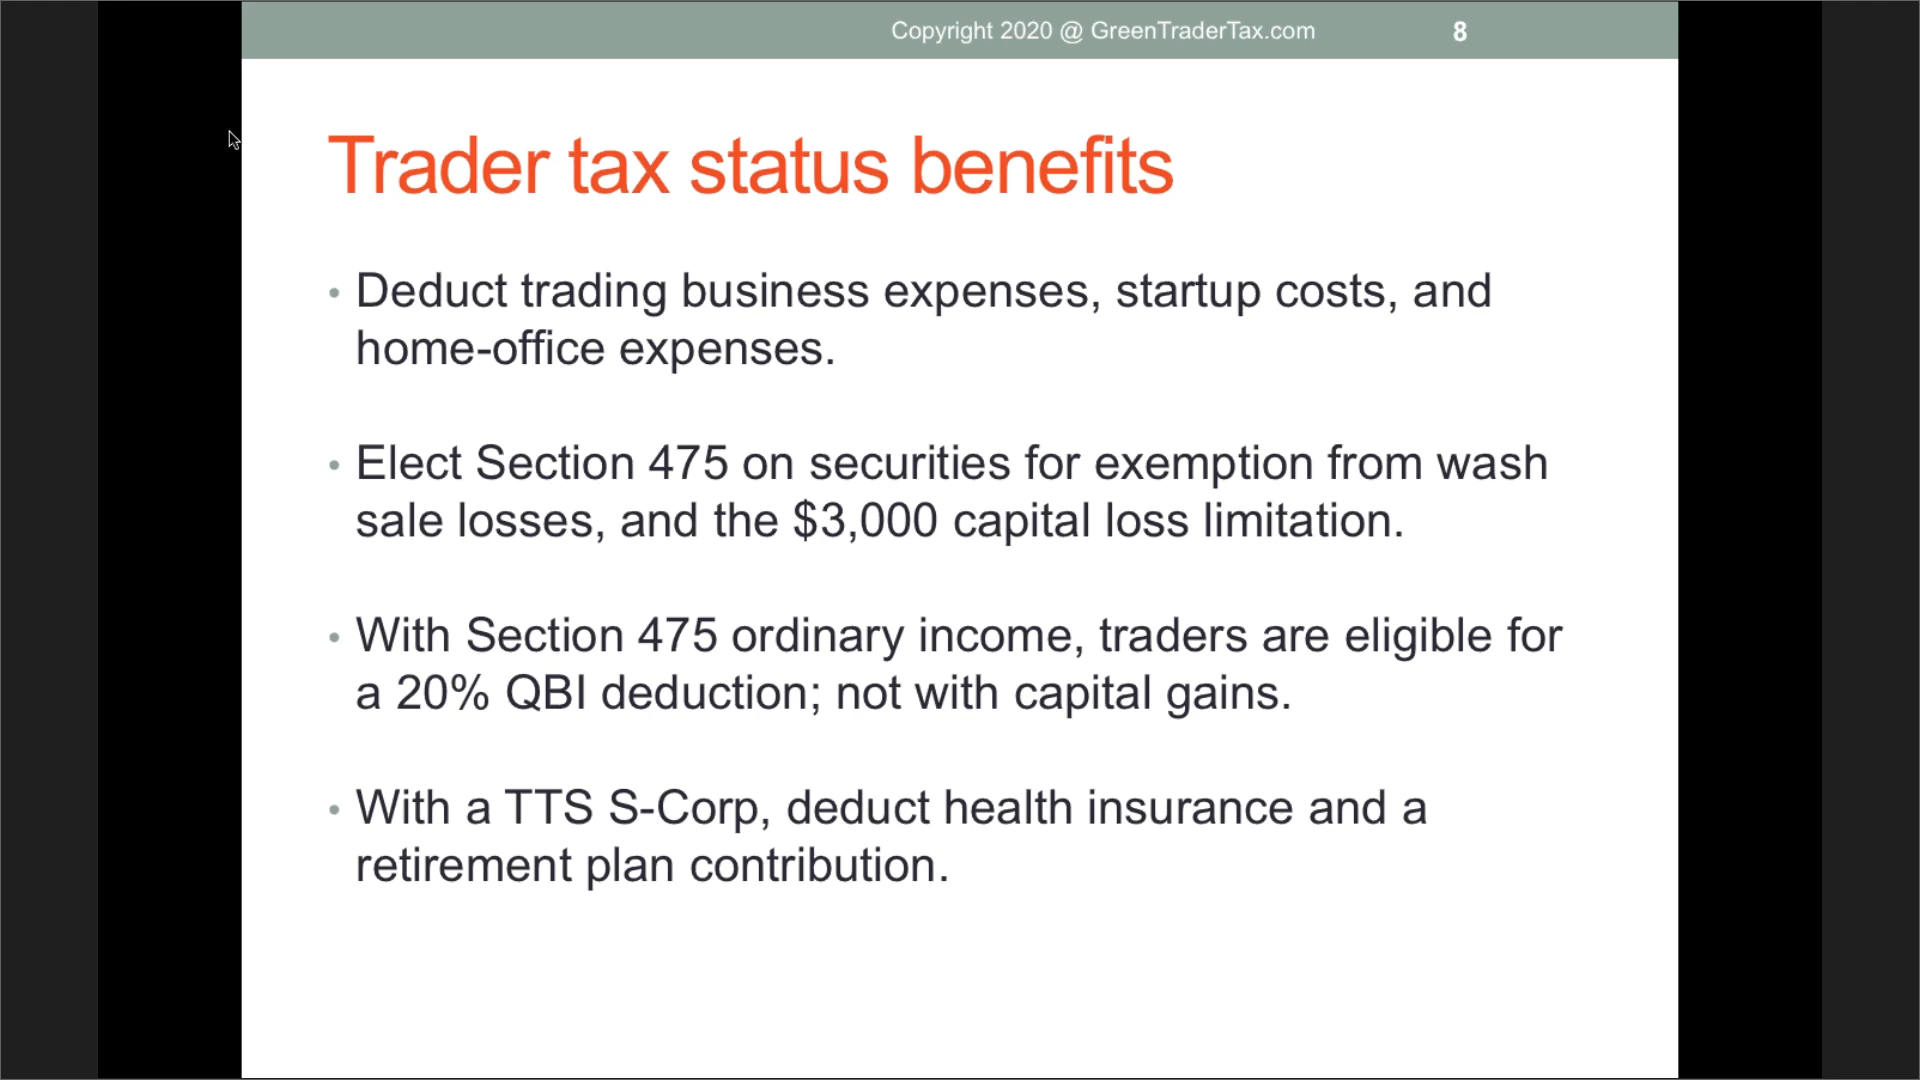 Copyright 2020 @ GreenTraderTax.com 8
Trader tax status benefits
• Deduct trading business expenses, startup costs, and
home-office expenses.
• Elect Section 475 on securities for exemption from wash
sale losses, and the $3,000 capital loss limitation.
• With Section 475 ordinary income, traders are eligible for
a 20% QBI deduction; not with capital gains.
• With a TTS S-Corp, deduct health insurance and a
retirement plan contribution.